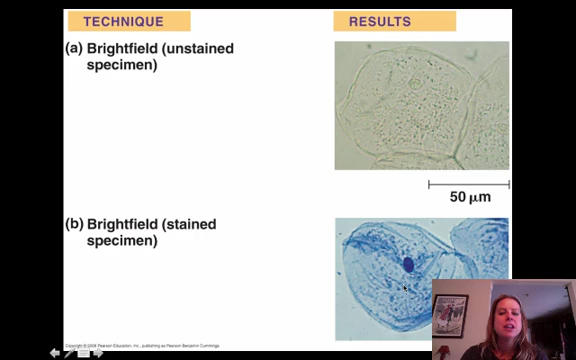 TECHNIQUE
RESULTS
(a) Brightfield (unstained
specimen)
50 μm
(b) Brightfield (stained
specimen)
Copyright © 2008 Pearson Education, Inc., publishing as Pearson Benjamin Cummings